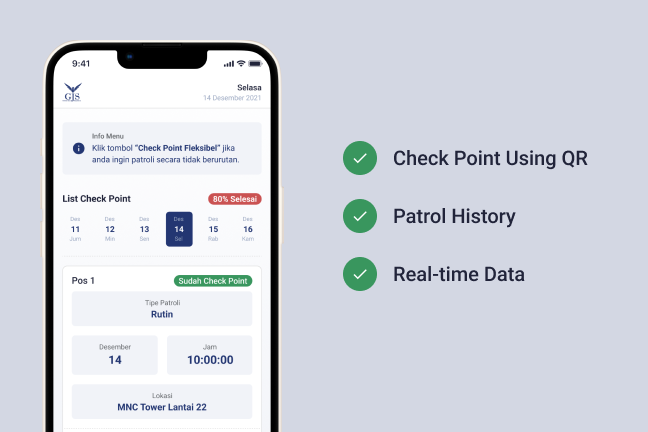 9:41
GJS
Selasa
14 Desember 2021
Info Menu
Klik tombol “Check Point Fleksibel” jika
anda ingin patroli secara tidak berurutan.
List Check Point
80% Selesai
Des Des Des Des Des Des
11 12 13 14 15 16
Jum Min Sen Sel Rab Kam
Pos 1
Sudah Check Point
Tipe Patroli
Rutin
Desember
14
Jam
10:00:00
Lokasi
MNC Tower Lantai 22
Check Point Using QR
Patrol History
Real-time Data